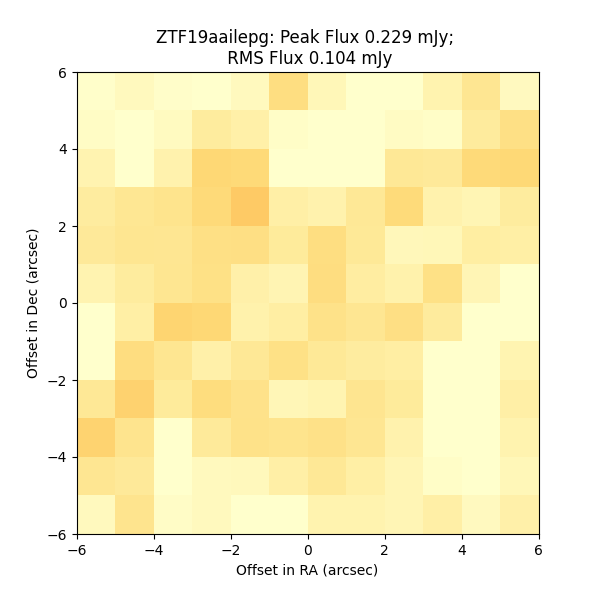 ZTF19aailepg: Peak Flux 0.229 mJy;
RMS Flux 0.104 mJy
6
4
2
0
−2
−4
−6
Offset in Dec (arcsec)
−6 −4 −2 0 2 4 6
Offset in RA (arcsec)